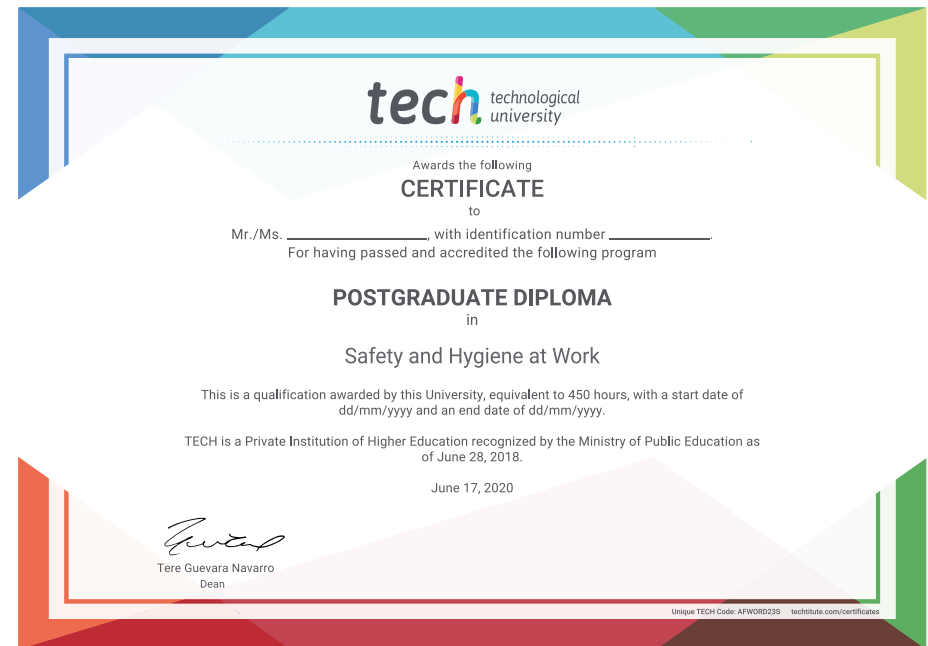 tech technological
university
Awards the following
CERTIFICATE
to
Mr./Ms. ____________________, with identification number ______________.
For having passed and accredited the following program
POSTGRADUATE DIPLOMA
in
Safety and Hygiene at Work
This is a qualification awarded by this University, equivalent to 450 hours, with a start date of
dd/mm/yyyy and an end date of dd/mm/yyyy.
TECH is a Private Institution of Higher Education recognized by the Ministry of Public Education as
of June 28, 2018.
June 17, 2020
Tere Guevara Navarro
Dean
Unique TECH Code: AFWORD23S techtitute.com/certificates